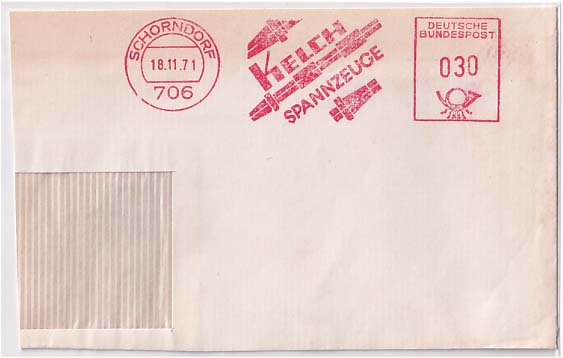 SCHORNDORF
18.11.71
706
KELCH
SPANNZEUGE
DEUTSCHE
BUNDESPOST
030